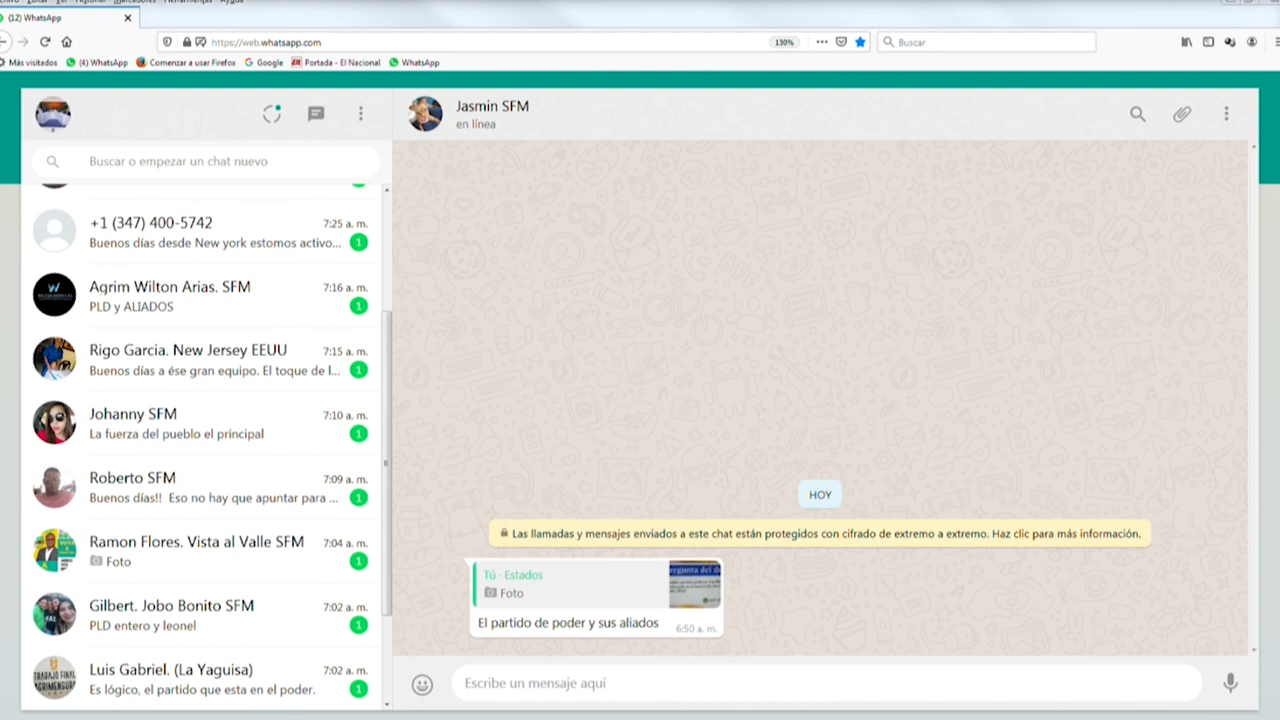 (12) WhatsApp
https://web.whatsapp.com
130%
Buscar
Más visitados
(4) WhatsApp
Comenzar a usar Firefox
Google
Portada - El Nacional
WhatsApp
Jasmin SFM
en línea
Buscar o empezar un chat nuevo
+1 (347) 400-5742
7:25 a. m.
Buenos días desde New york estomos activo...
1
Agrim Wilton Arias. SFM
7:16 a. m.
PLD y ALIADOS
1
Rigo Garcia. New Jersey EEUU
7:15 a. m.
Buenos días a ése gran equipo. El toque de l...
1
Johanny SFM
7:10 a. m.
La fuerza del pueblo el principal
1
Roberto SFM
7:09 a. m.
Buenos días!! Eso no hay que apuntar para ...
1
Ramon Flores. Vista al Valle SFM
7:04 a. m.
Foto
1
Gilbert. Jobo Bonito SFM
7:02 a. m.
PLD entero y leonel
1
Luis Gabriel. (La Yaguisa)
7:02 a. m.
Es lógico, el partido que esta en el poder.
1
HOY
Las llamadas y mensajes enviados a este chat están protegidos con cifrado de extremo a extremo. Haz clic para más información.
Tú · Estados
Foto
El partido de poder y sus aliados
6:50 a. m.
Escribe un mensaje aquí